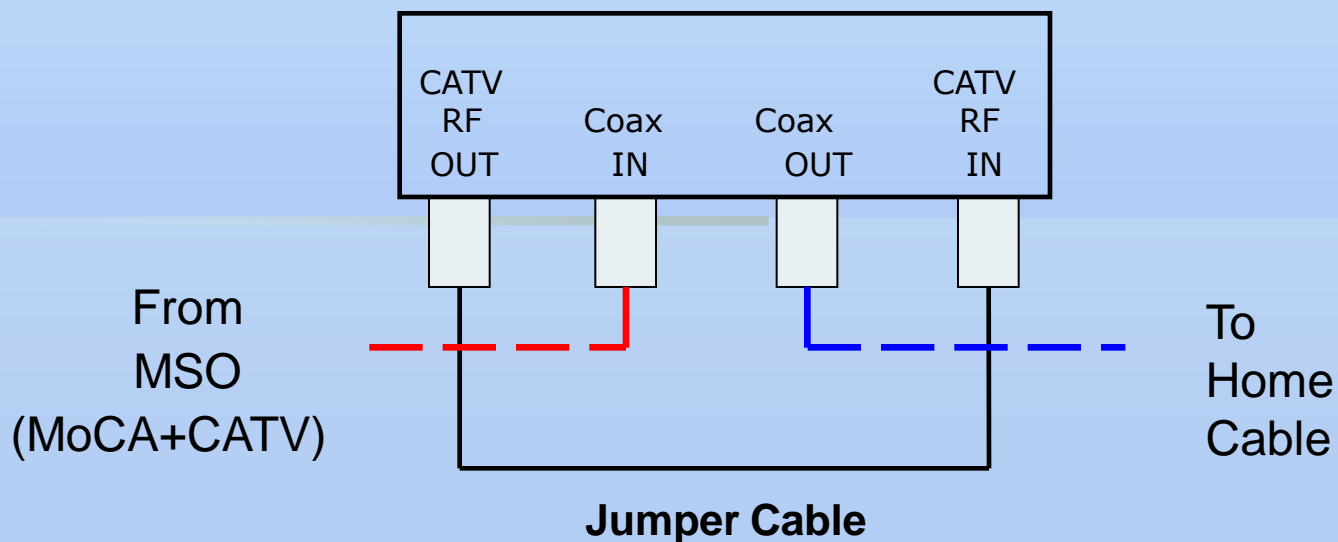 CATV
RF
OUT
Coax
IN
Coax
OUT
CATV
RF
IN
From
MSO
(MoCA+CATV)
To
Home
Cable
Jumper Cable